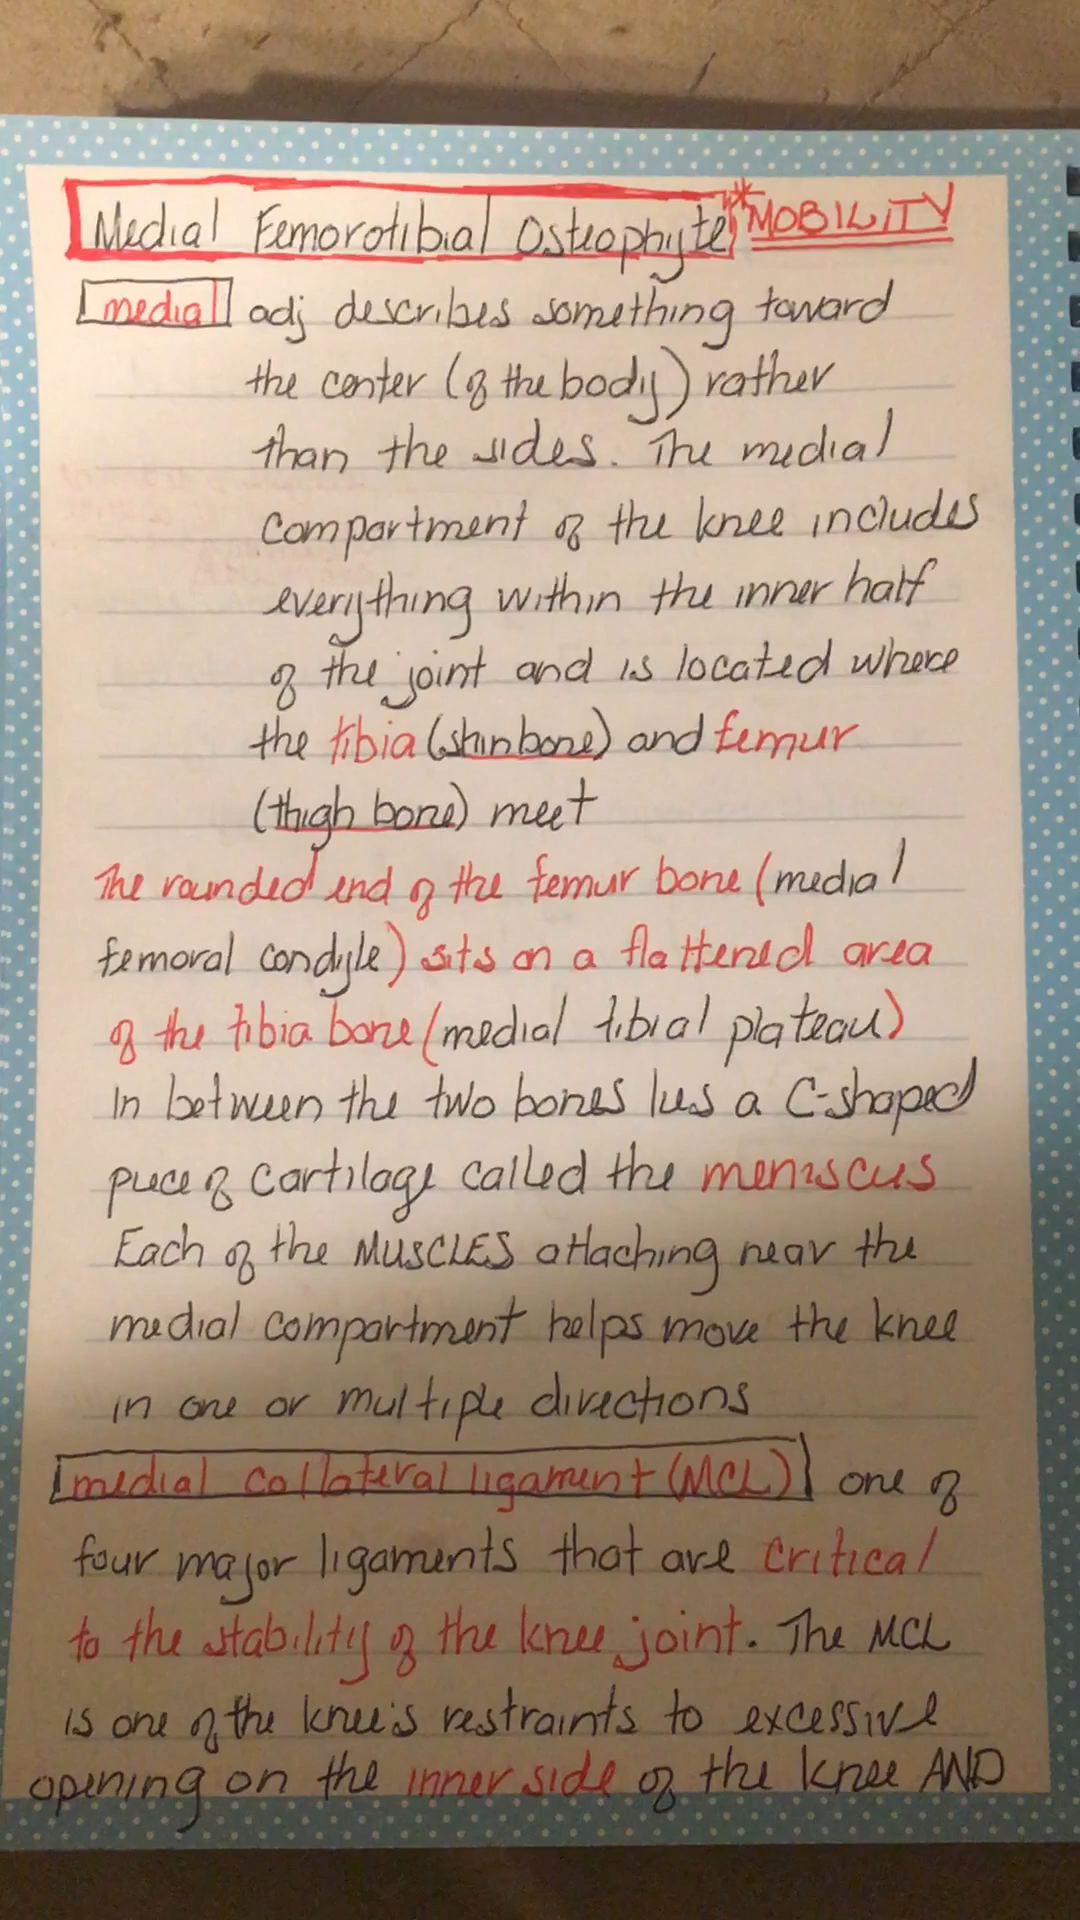 Medial Femorotibial Osteophyte *MOBILITY
medial adj describes something toward
the center (of the body) rather
than the sides. The medial
compartment of the knee includes
everything within the inner half
of the joint and is located where
the tibia (shinbone) and femur
(thigh bone) meet
The rounded end of the femur bone (medial
femoral condyle) sits on a flattened area
of the tibia bone (medial tibial plateau)
In between the two bones lies a C-shaped
piece of cartilage called the meniscus
Each of the MUSCLES attaching near the
medial compartment helps move the knee
in one or multiple directions
medial collateral ligament (MCL) one of
four major ligaments that are critical
to the stability of the knee joint. The MCL
is one of the knee's restraints to excessive
opening on the inner side of the knee AND